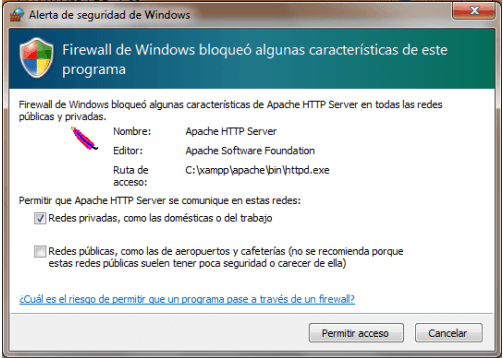 Alerta de seguridad de Windows
Firewall de Windows bloqueó algunas características de este
programa
Firewall de Windows bloqueó algunas características de Apache HTTP Server en todas las redes
públicas y privadas.
Nombre: Apache HTTP Server
Editor: Apache Software Foundation
Ruta de C:\xampp\apache\bin\httpd.exe
acceso:
Permitir que Apache HTTP Server se comunique en estas redes:
Redes privadas, como las domésticas o del trabajo
Redes públicas, como las de aeropuertos y cafeterías (no se recomienda porque
estas redes públicas suelen tener poca seguridad o carecer de ella)
¿Cuál es el riesgo de permitir que un programa pase a través de un firewall?
Permitir acceso Cancelar